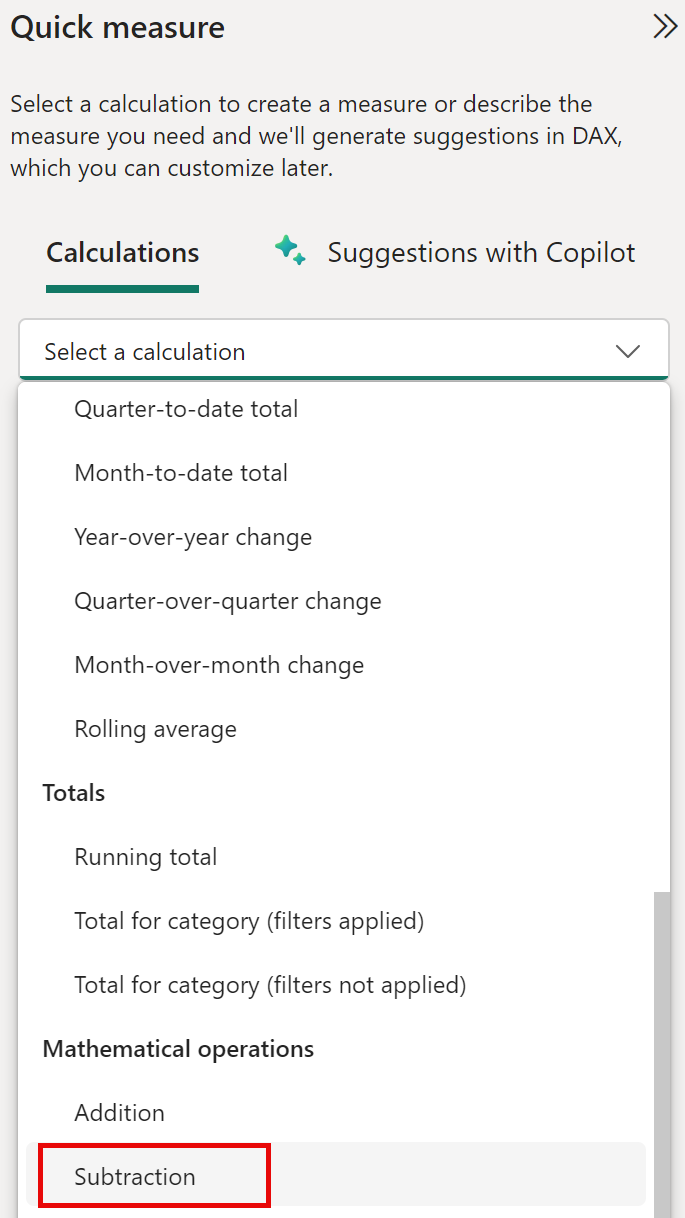 Quick measure
Select a calculation to create a measure or describe the
measure you need and we'll generate suggestions in DAX,
which you can customize later.
Calculations
Suggestions with Copilot
Select a calculation
Quarter-to-date total
Month-to-date total
Year-over-year change
Quarter-over-quarter change
Month-over-month change
Rolling average
Totals
Running total
Total for category (filters applied)
Total for category (filters not applied)
Mathematical operations
Addition
Subtraction